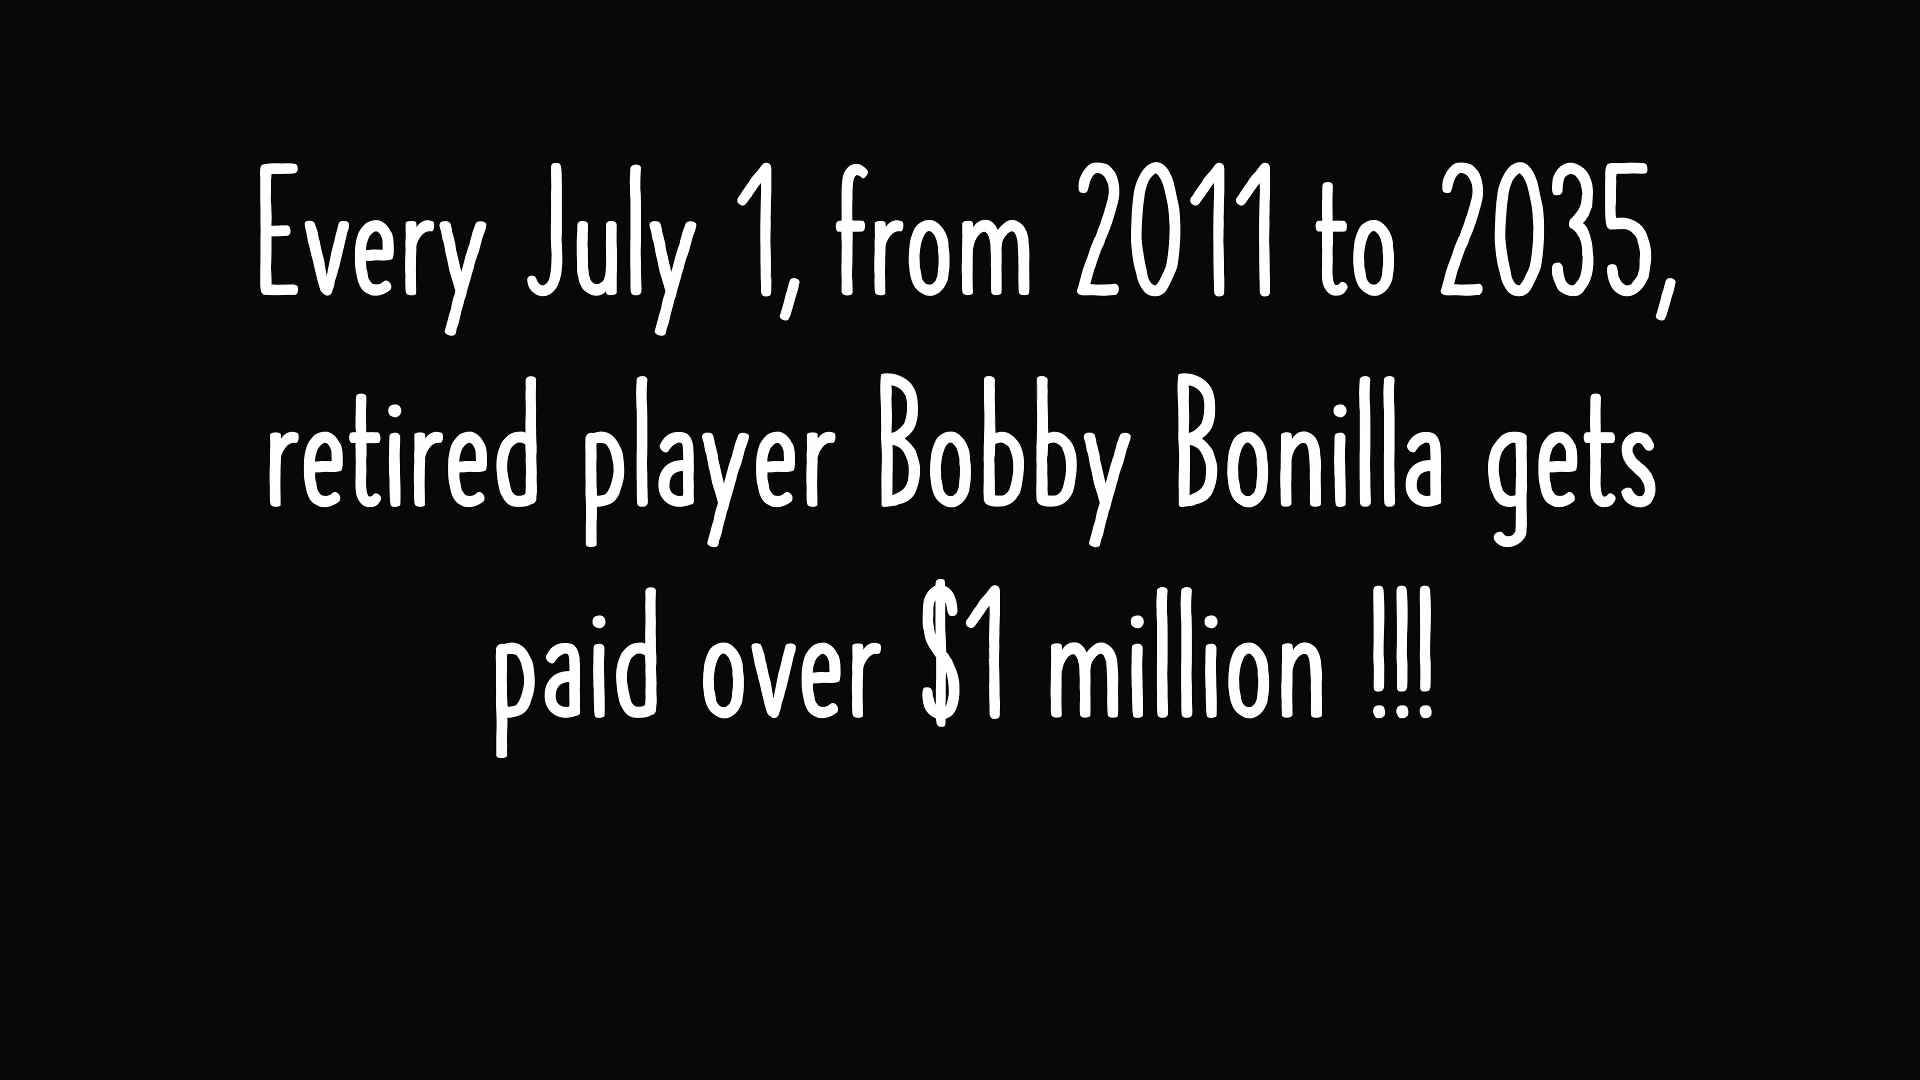 Every July 1, from 2011 to 2035,
retired player Bobby Bonilla gets
paid over $1 million !!!